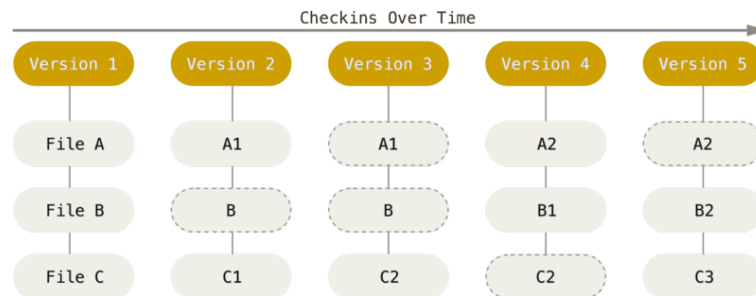 Checkins Over Time
Version 1 Version 2 Version 3 Version 4 Version 5
File A A1 A1 A2 A2
File B B B B1 B2
File C C1 C2 C2 C3